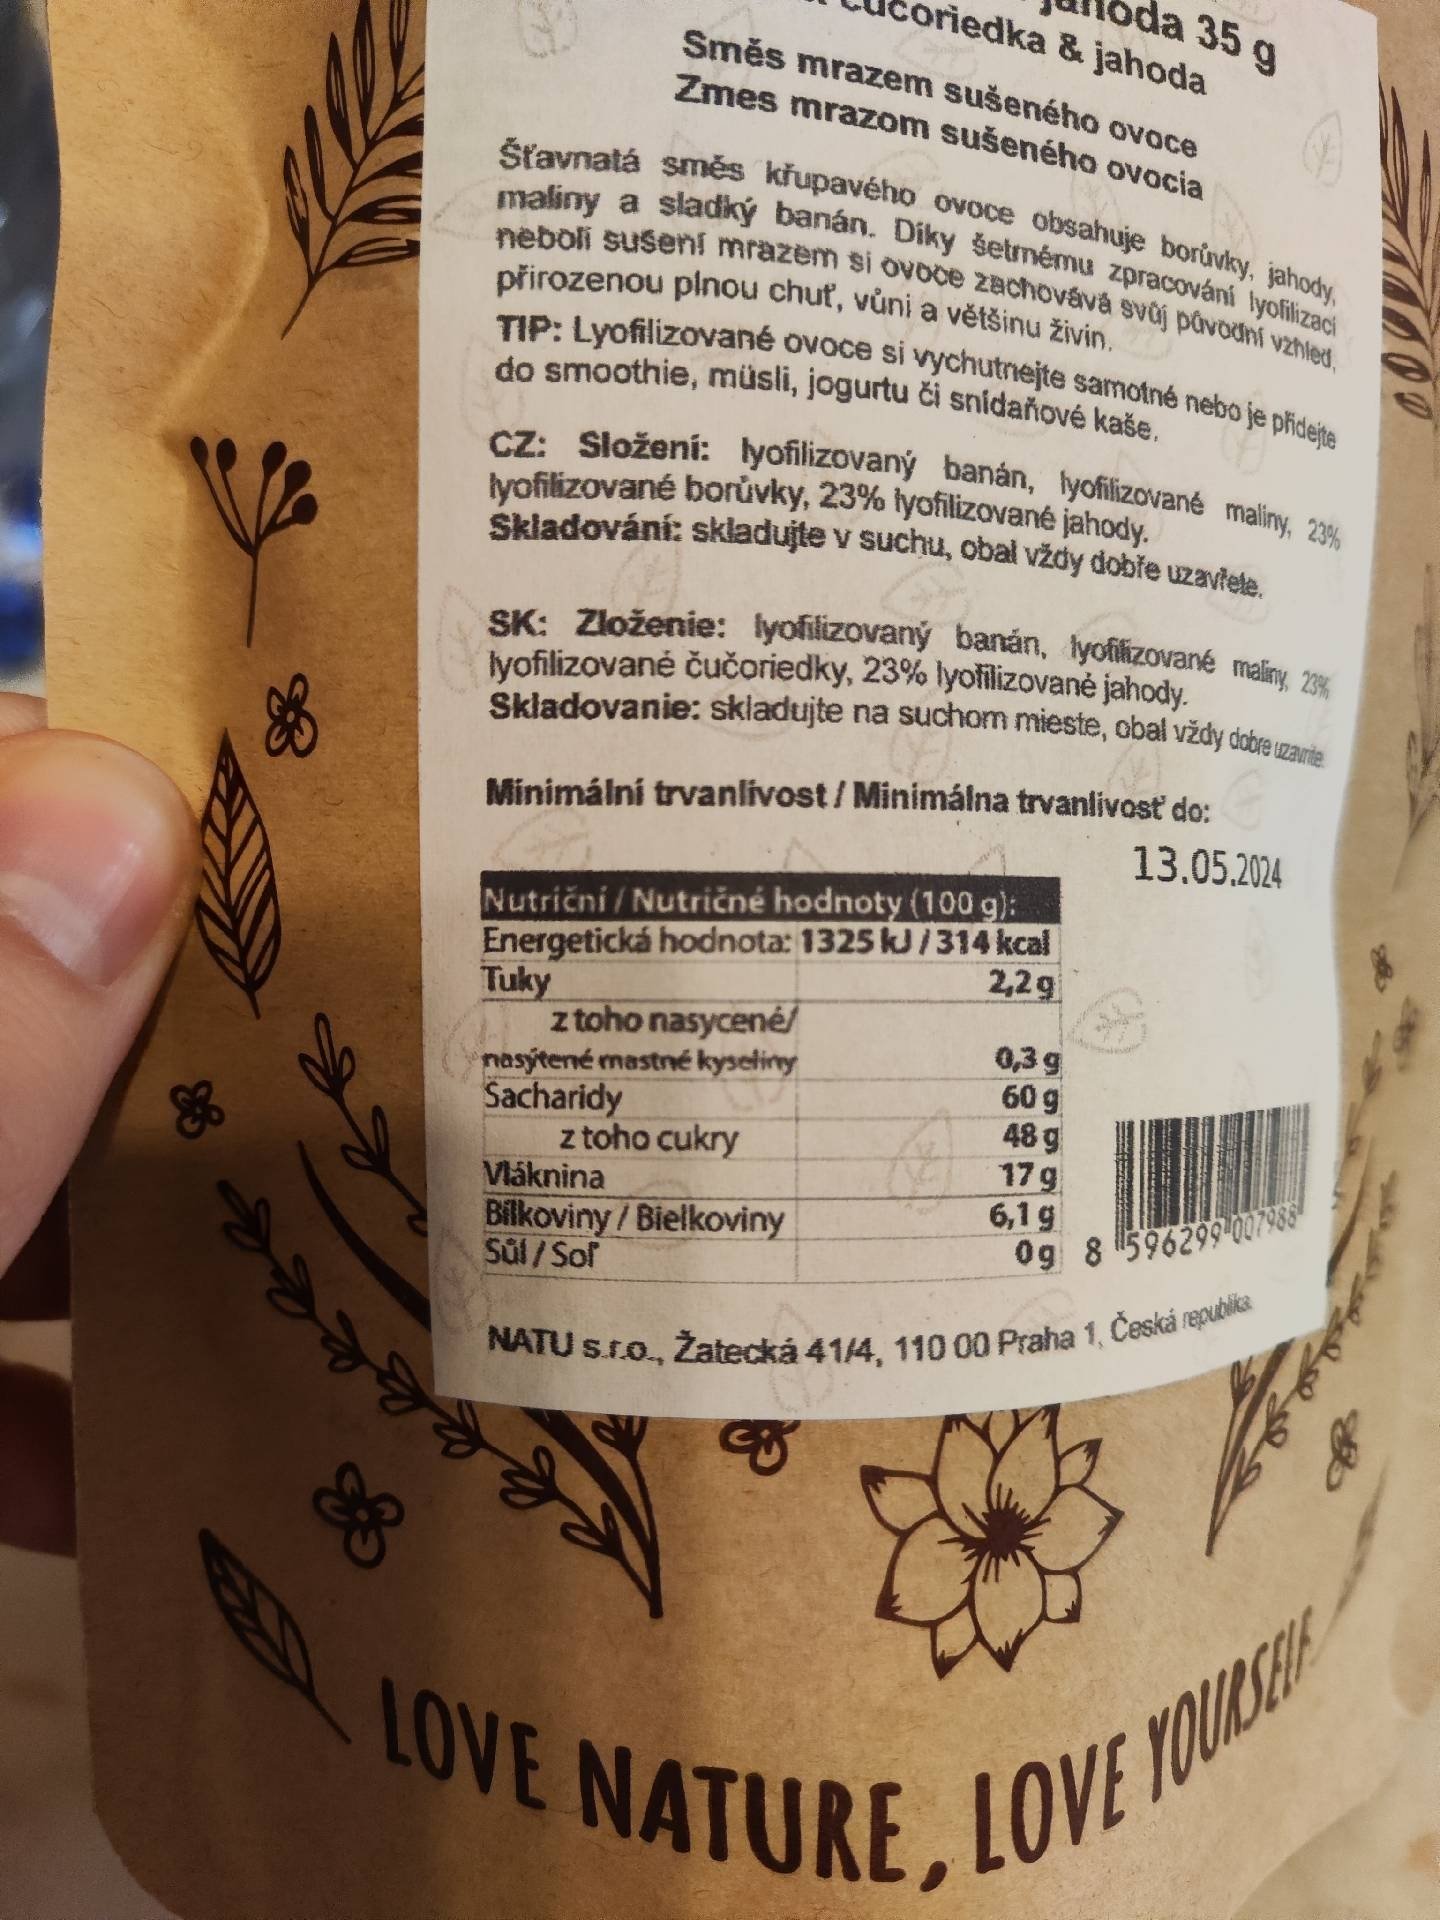 jahoda 35 g
čučoriedka & jahoda
Směs mrazem sušeného ovoce
Zmes mrazom sušeného ovocia
Šťavnatá směs křupavého ovoce obsahuje borůvky, jahody,
maliny a sladký banán. Díky šetrnému zpracování lyofilizací
neboli sušení mrazem si ovoce zachovává svůj původní vzhled,
přirozenou plnou chuť, vůni a většinu živin.
TIP: Lyofilizované ovoce si vychutnejte samotné nebo je přidejte
do smoothie, müsli, jogurtu či snídaňové kaše.
CZ: Složení: lyofilizovaný banán, lyofilizované maliny, 23%
lyofilizované borůvky, 23% lyofilizované jahody.
Skladování: skladujte v suchu, obal vždy dobře uzavřete.
SK: Zloženie: lyofilizovaný banán, lyofilizované maliny, 23%
lyofilizované čučoriedky, 23% lyofilizované jahody.
Skladovanie: skladujte na suchom mieste, obal vždy dobre uzavrite.
Minimální trvanlivost / Minimálna trvanlivosť do:
13.05.2024
Nutriční / Nutričné hodnoty (100 g):
Energetická hodnota: 1325 kJ / 314 kcal
Tuky 2,2 g
z toho nasycené/
nasýtené mastné kyseliny 0,3 g
Sacharidy 60 g
z toho cukry 48 g
Vláknina 17 g
Bílkoviny / Bielkoviny 6,1 g
Sůl / Soľ 0 g
8 596299 007988
NATU s.r.o., Žatecká 41/4, 110 00 Praha 1, Česká republika
LOVE NATURE, LOVE YOURSELF